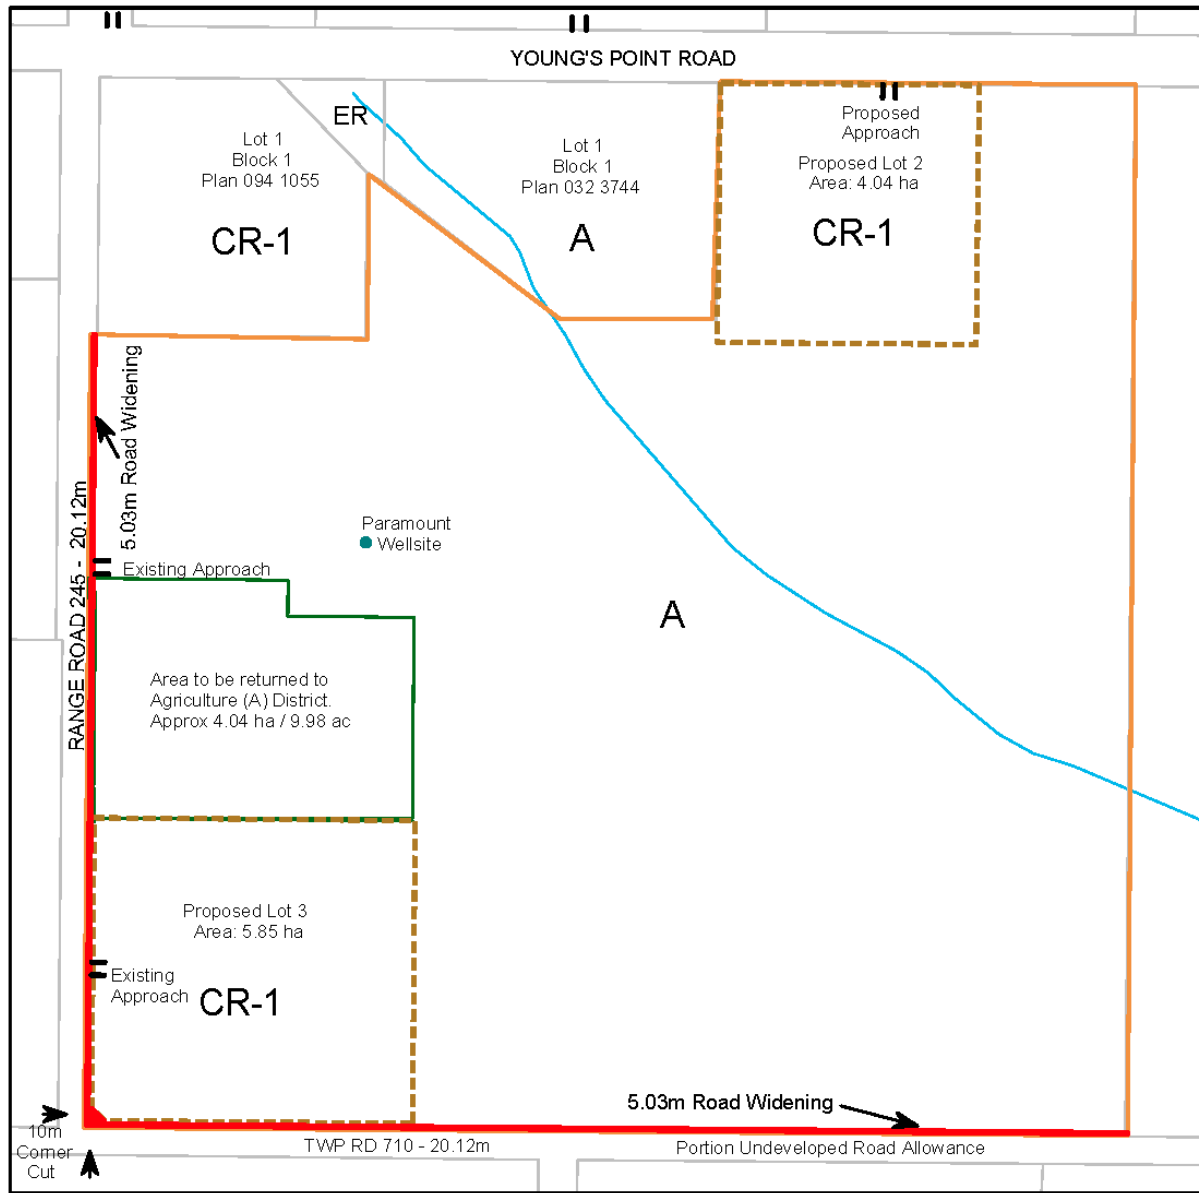 YOUNG'S POINT ROAD
ER
Lot 1
Block 1
Plan 094 1055
CR-1
Lot 1
Block 1
Plan 032 3744
A
Proposed
Approach
Proposed Lot 2
Area: 4.04 ha
CR-1
5.03m Road Widening
RANGE ROAD 245 - 20.12m
Paramount
Wellsite
Existing Approach
A
Area to be returned to
Agriculture (A) District.
Approx 4.04 ha / 9.98 ac
Proposed Lot 3
Area: 5.85 ha
Existing
Approach
CR-1
5.03m Road Widening
10m
Corner
Cut
TWP RD 710 - 20.12m
Portion Undeveloped Road Allowance